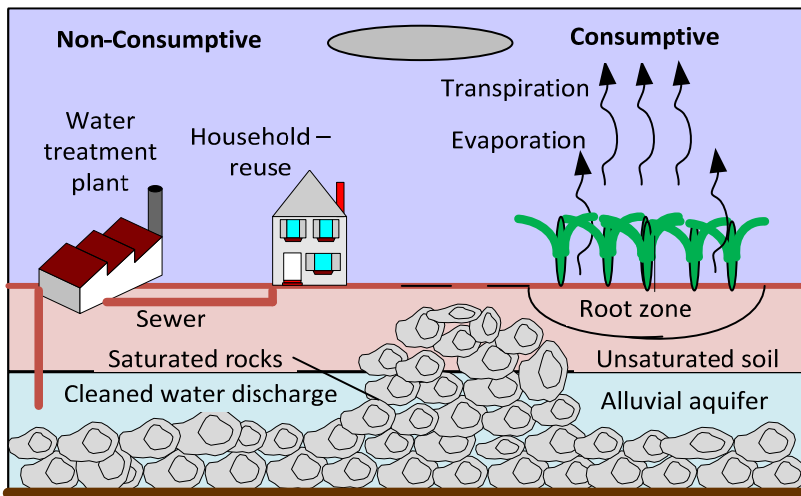 Non-Consumptive
Consumptive
Transpiration
Evaporation
Water
treatment
plant
Household –
reuse
Sewer
Root zone
Saturated rocks
Unsaturated soil
Cleaned water discharge
Alluvial aquifer